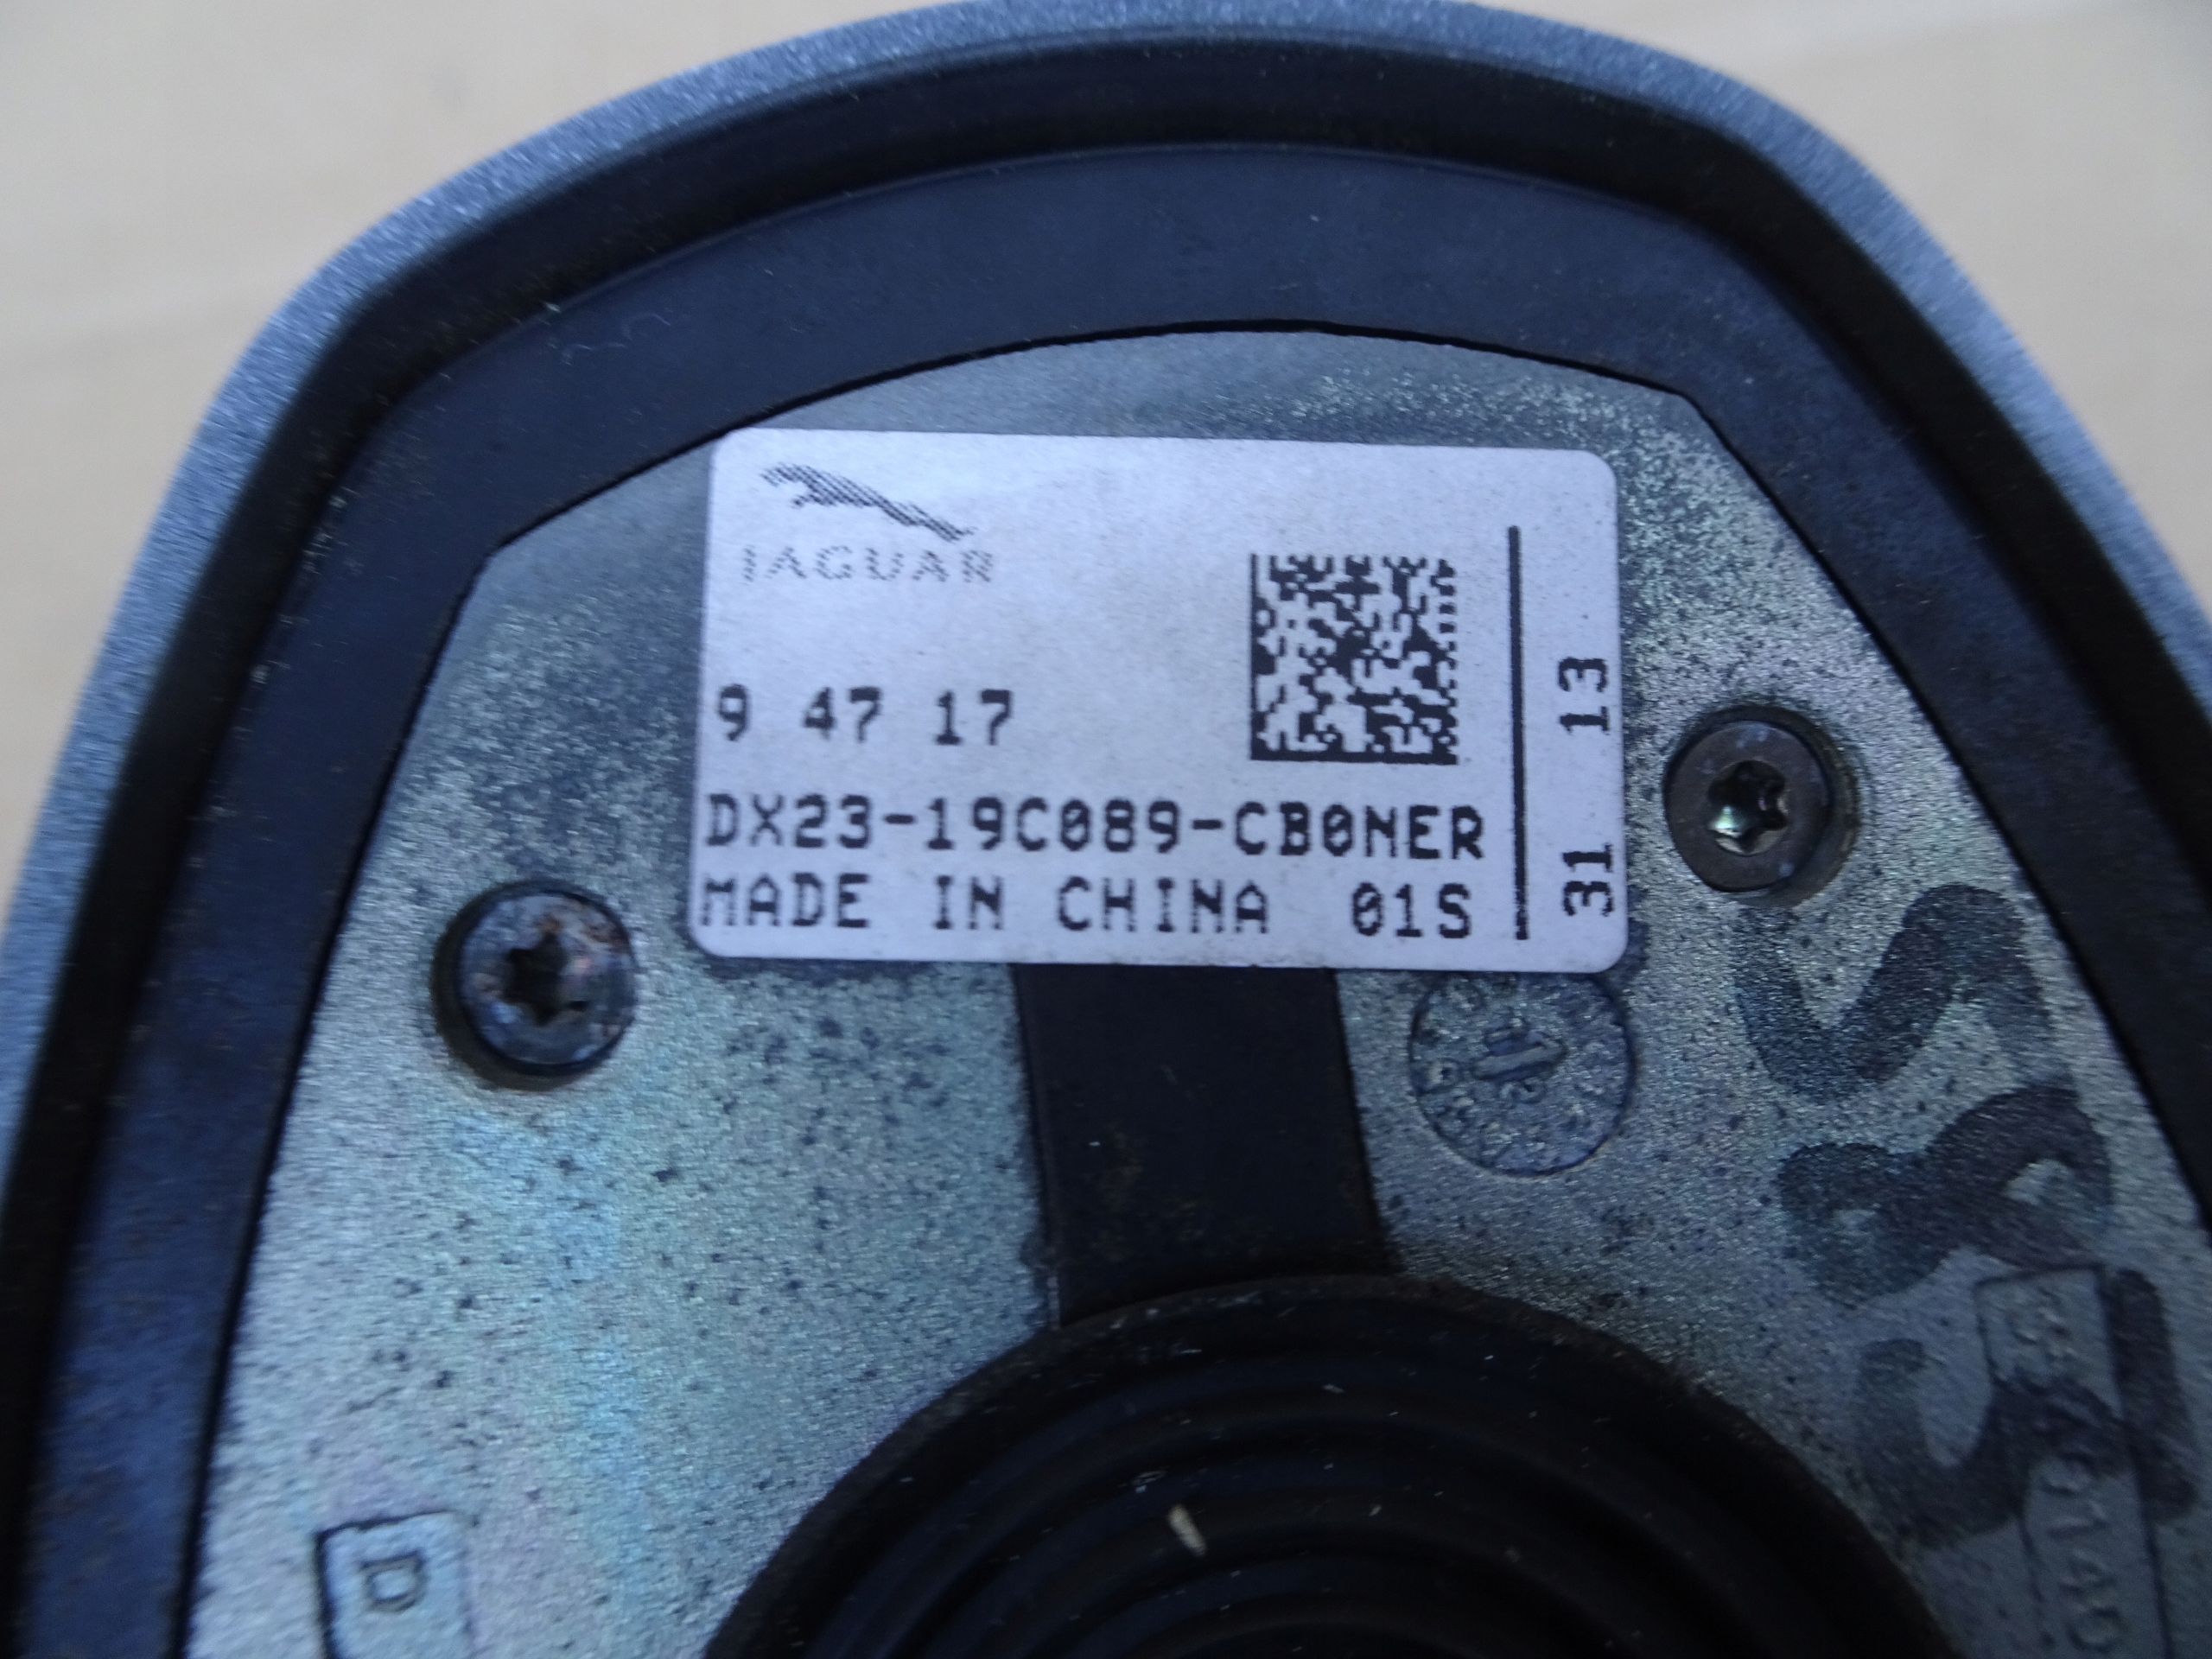 JAGUAR
9 47 17
DX23-19C089-CB0NER
MADE IN CHINA 01S
31 13
D